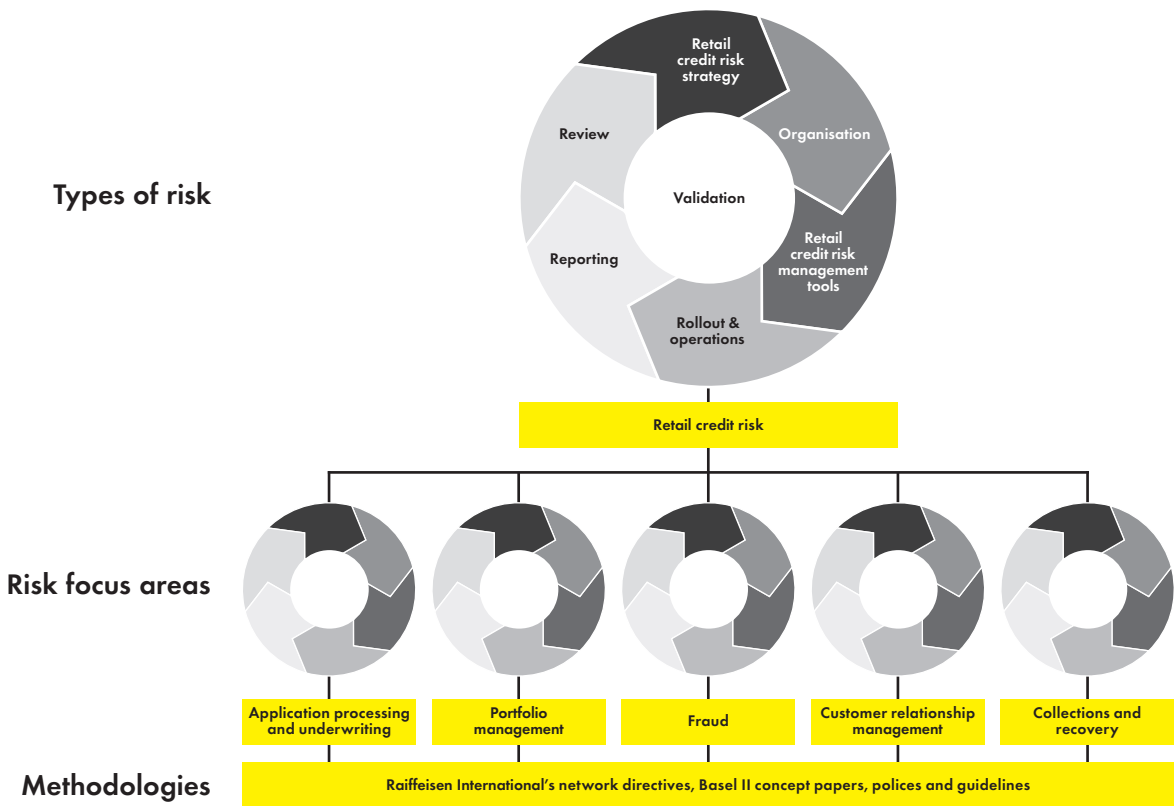 Retail
credit risk
strategy
Review
Organisation
Types of risk
Validation
Retail
credit risk
management
tools
Reporting
Rollout &
operations
Retail credit risk
Risk focus areas
Application processing
and underwriting
Portfolio
management
Fraud
Customer relationship
management
Collections and
recovery
Methodologies
Raiffeisen International's network directives, Basel II concept papers, polices and guidelines